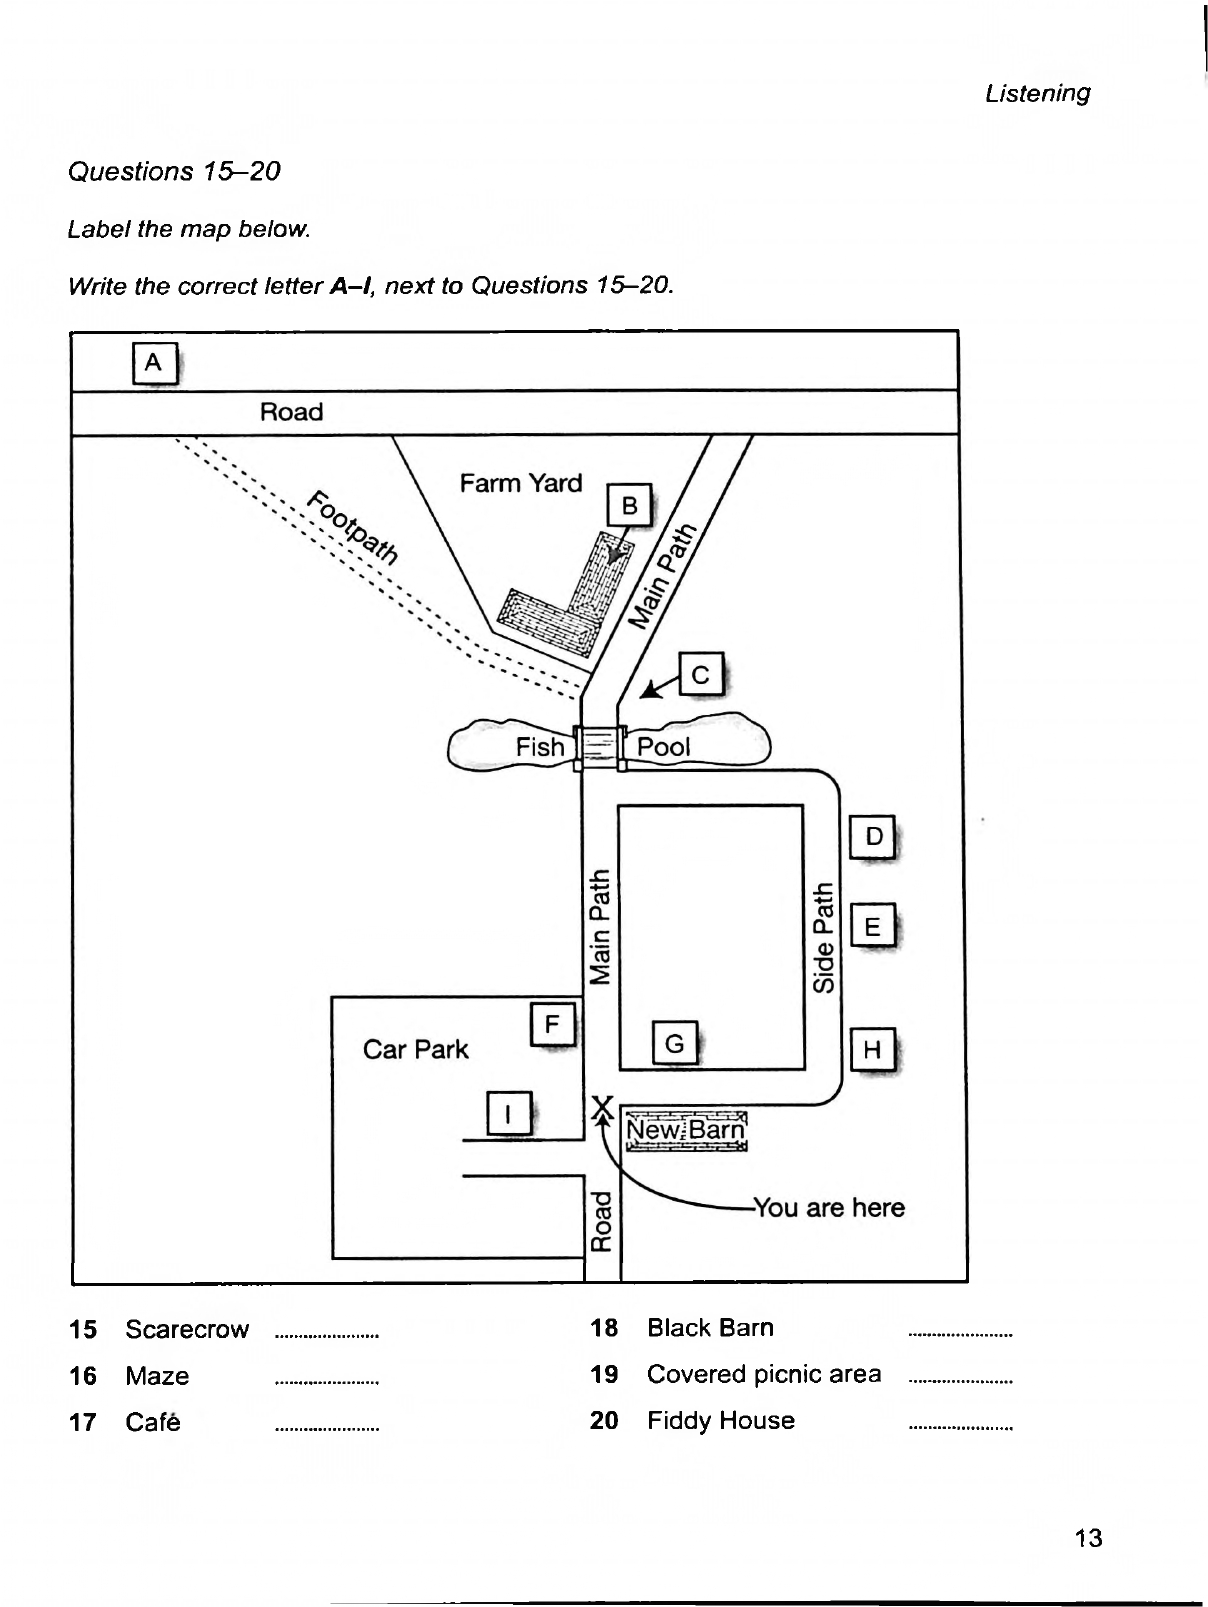 Listening
Questions 15–20
Label the map below.
Write the correct letter A–I, next to Questions 15–20.
A
Road
Farm Yard
B
Footpath
Main Path
C
Fish Pool
D
Main Path
Side Path
E
F
Car Park
G
H
I
X
New Barn
You are here
Road
15 Scarecrow ......................
16 Maze ......................
17 Café ......................
18 Black Barn ......................
19 Covered picnic area ......................
20 Fiddy House ......................
13